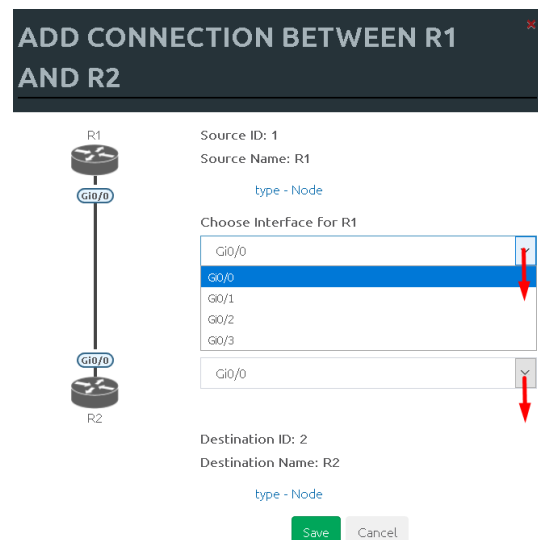 ADD CONNECTION BETWEEN R1
AND R2
R1
Source ID: 1
Source Name: R1
type - Node
Gi0/0
Choose Interface for R1
Gi0/0
Gi0/0
Gi0/1
Gi0/2
Gi0/3
Gi0/0
Gi0/0
R2
Destination ID: 2
Destination Name: R2
type - Node
Save Cancel